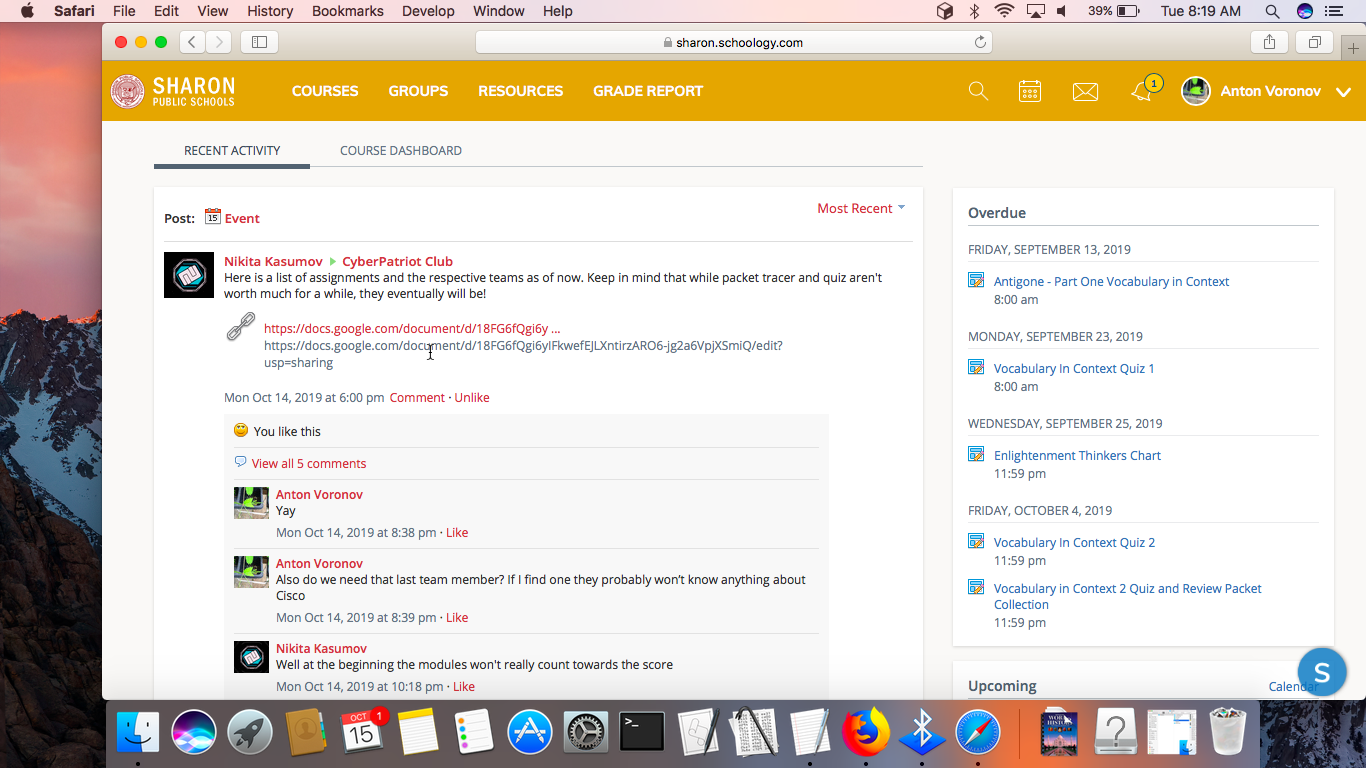 Safari File Edit View History Bookmarks Develop Window Help 39% Tue 8:19 AM
sharon.schoology.com
SHARON
PUBLIC SCHOOLS
COURSES GROUPS RESOURCES GRADE REPORT 1 Anton Voronov
RECENT ACTIVITY COURSE DASHBOARD
Post: 15 Event Most Recent
Nikita Kasumov CyberPatriot Club
Here is a list of assignments and the respective teams as of now. Keep in mind that while packet tracer and quiz aren't
worth much for a while, they eventually will be!
https://docs.google.com/document/d/18FG6fQgi6y ...
https://docs.google.com/document/d/18FG6fQgi6yIFkwefEJLXntirzARO6-jg2a6VpjXSmiQ/edit?
usp=sharing
Mon Oct 14, 2019 at 6:00 pm Comment · Unlike
You like this
View all 5 comments
Anton Voronov
Yay
Mon Oct 14, 2019 at 8:38 pm · Like
Anton Voronov
Also do we need that last team member? If I find one they probably won't know anything about
Cisco
Mon Oct 14, 2019 at 8:39 pm · Like
Nikita Kasumov
Well at the beginning the modules won't really count towards the score
Mon Oct 14, 2019 at 10:18 pm · Like
Overdue
FRIDAY, SEPTEMBER 13, 2019
Antigone - Part One Vocabulary in Context
8:00 am
MONDAY, SEPTEMBER 23, 2019
Vocabulary In Context Quiz 1
8:00 am
WEDNESDAY, SEPTEMBER 25, 2019
Enlightenment Thinkers Chart
11:59 pm
FRIDAY, OCTOBER 4, 2019
Vocabulary In Context Quiz 2
11:59 pm
Vocabulary in Context 2 Quiz and Review Packet
Collection
11:59 pm
Upcoming Calendar
S
OCT 1
15
WORLD
HISTORY